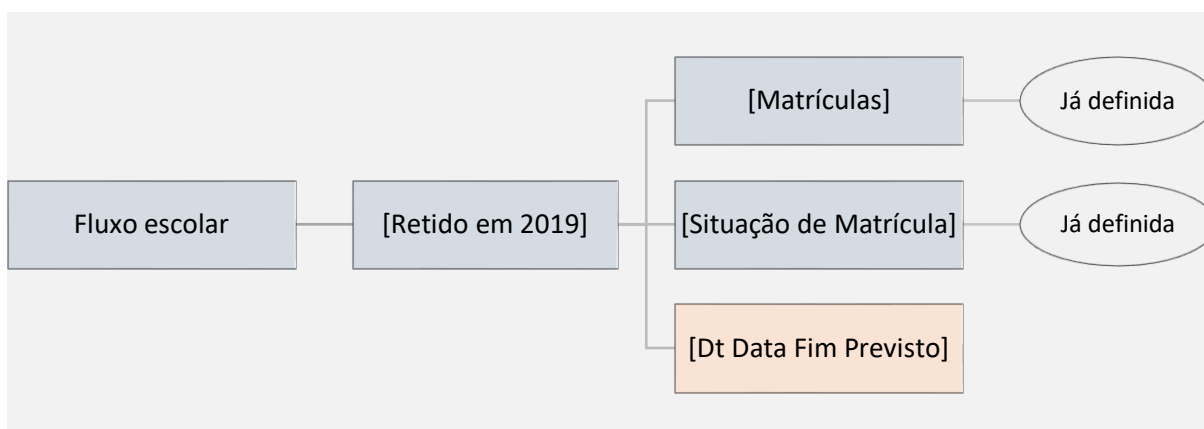 [Matrículas]
Já definida
Fluxo escolar
[Retido em 2019]
[Situação de Matrícula]
Já definida
[Dt Data Fim Previsto]